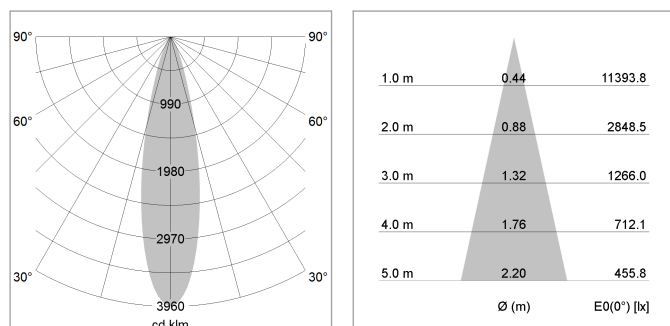 90° 90°
990
60° 60°
1980
2970
30° 30°
3960
cd klm
1.0 m 0.44 11393.8
2.0 m 0.88 2848.5
3.0 m 1.32 1266.0
4.0 m 1.76 712.1
5.0 m 2.20 455.8
Ø (m) E0(0°) [lx]